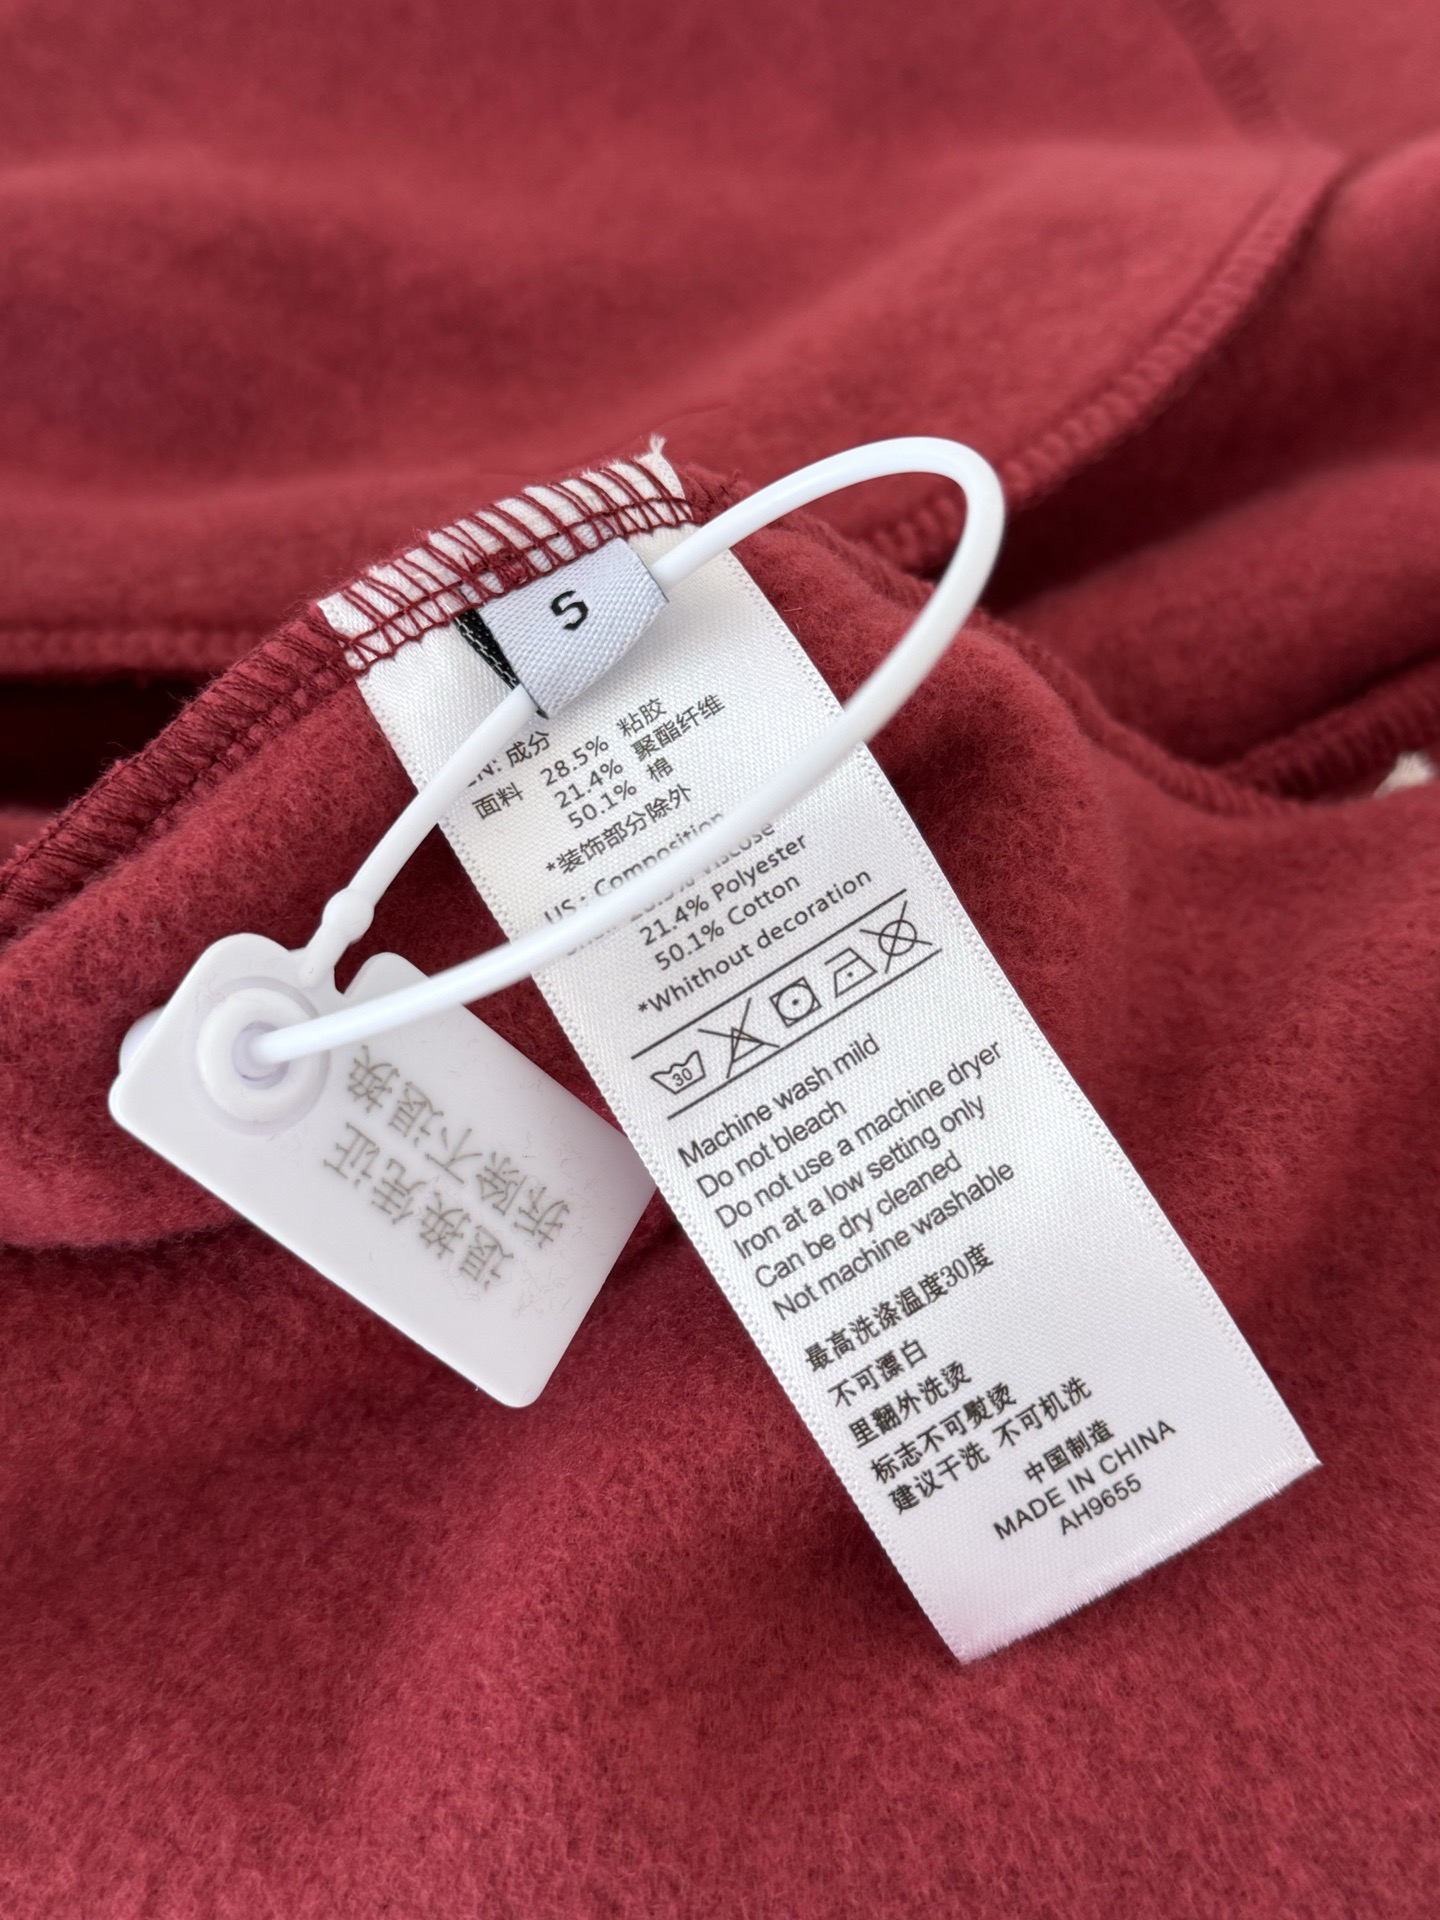 S
成分
面料 28.5% 粘胶
21.4% 聚酯纤维
50.1% 棉
*装饰部分除外
US: Composition
21.4% Polyester
50.1% Cotton
*Whithout decoration
30
Machine wash mild
Do not bleach
Do not use a machine dryer
Iron at a low setting only
Can be dry cleaned
Not machine washable
最高洗涤温度30度
不可漂白
里翻外洗烫
标志不可熨烫
建议干洗 不可机洗
中国制造
MADE IN CHINA
AH9655
退换凭证
拆除不退换